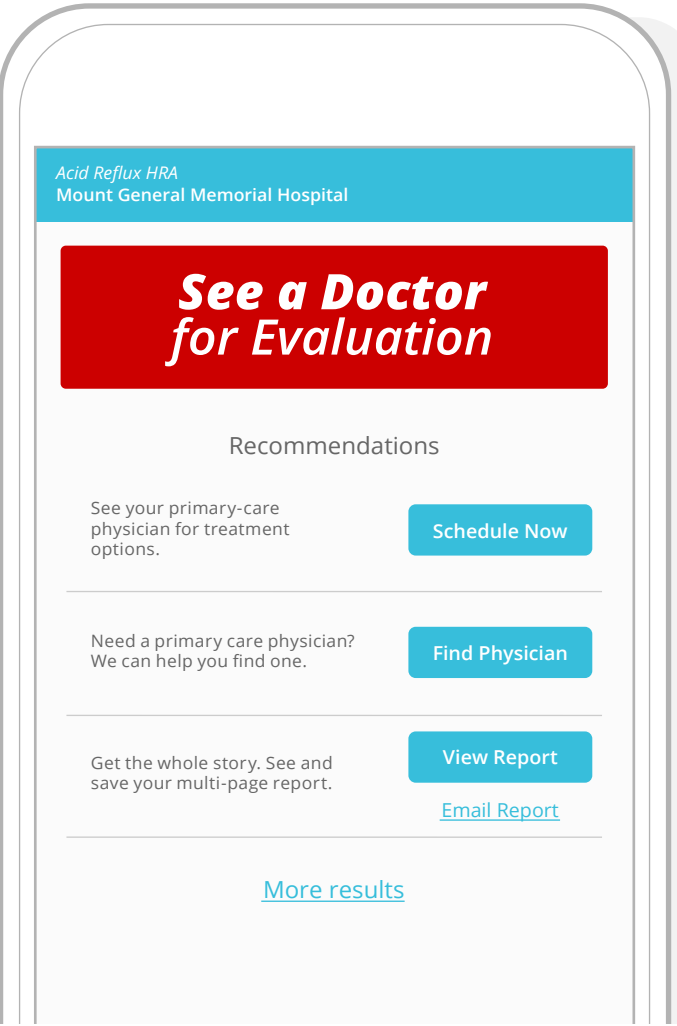 Acid Reflux HRA
Mount General Memorial Hospital
See a Doctor
for Evaluation
Recommendations
See your primary-care
physician for treatment
options.
Schedule Now
Need a primary care physician?
We can help you find one.
Find Physician
Get the whole story. See and
save your multi-page report.
View Report
Email Report
More results